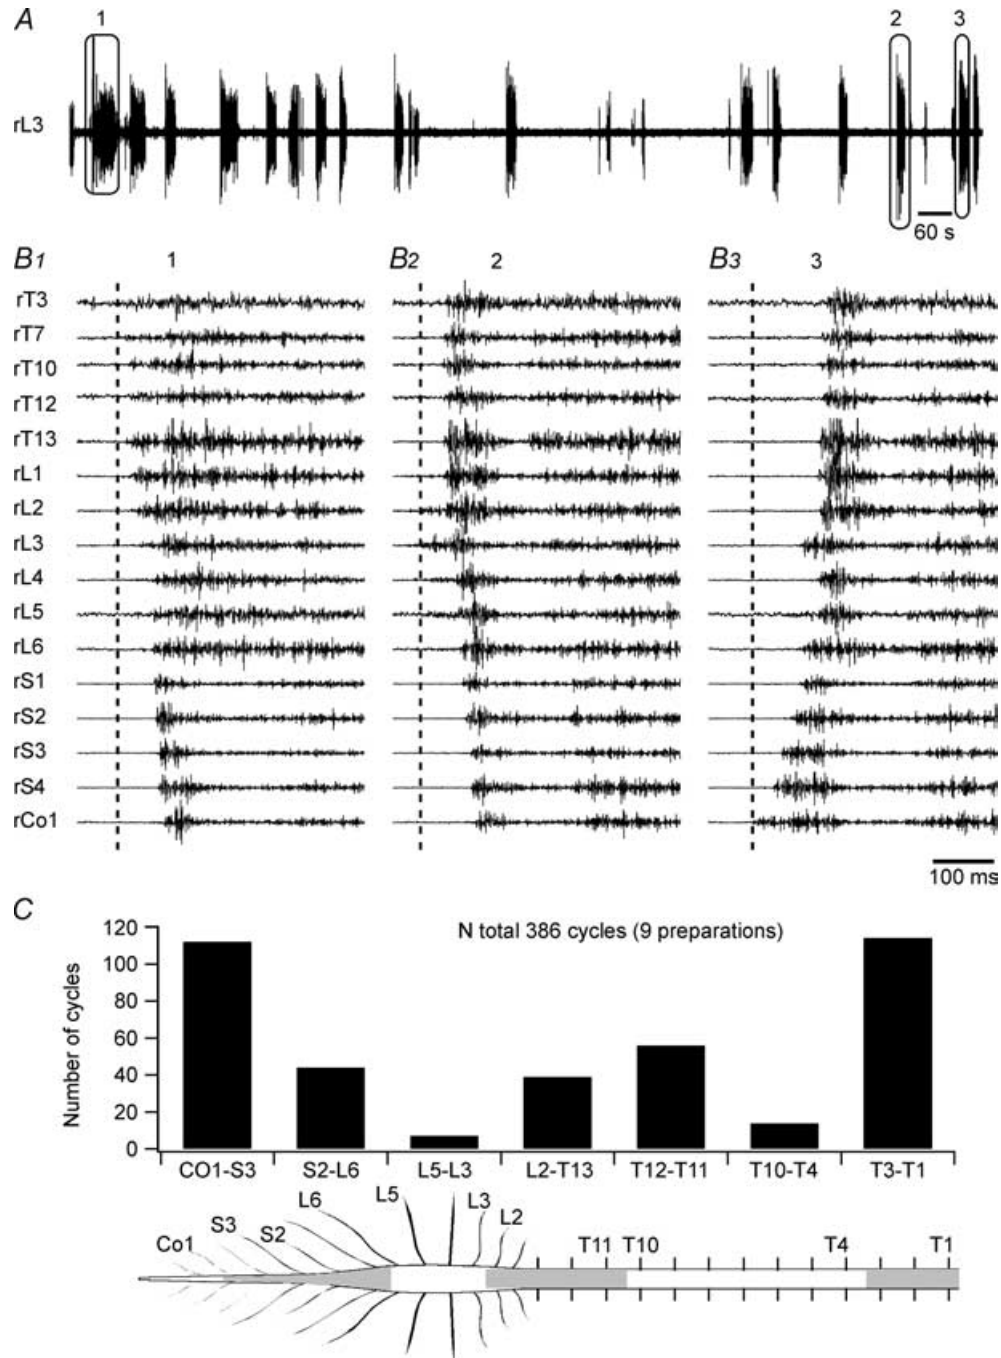 A
1
2
3
rL3
60 s
B1
1
B2
2
B3
3
rT3
rT7
rT10
rT12
rT13
rL1
rL2
rL3
rL4
rL5
rL6
rS1
rS2
rS3
rS4
rCo1
100 ms
C
N total 386 cycles (9 preparations)
Number of cycles
120
100
80
60
40
20
0
CO1-S3
S2-L6
L5-L3
L2-T13
T12-T11
T10-T4
T3-T1
Co1
S3
S2
L6
L5
L3
L2
T11
T10
T4
T1